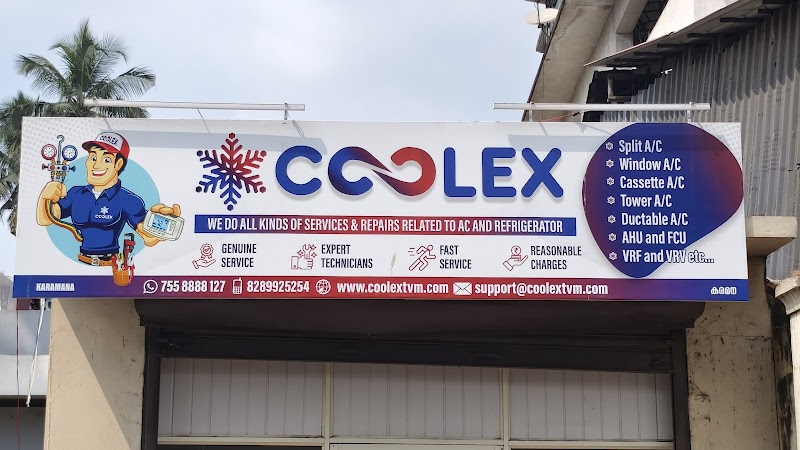 COOLEX
COOLEX
COOLEX
WE DO ALL KINDS OF SERVICES & REPAIRS RELATED TO AC AND REFRIGERATOR
GENUINE
SERVICE
EXPERT
TECHNICIANS
FAST
SERVICE
REASONABLE
CHARGES
Split A/C
Window A/C
Cassette A/C
Tower A/C
Ductable A/C
AHU and FCU
VRF and VRV etc...
KARAMANA
755 8888 127 8289925254 www.coolextvm.com support@coolextvm.com
കരമന